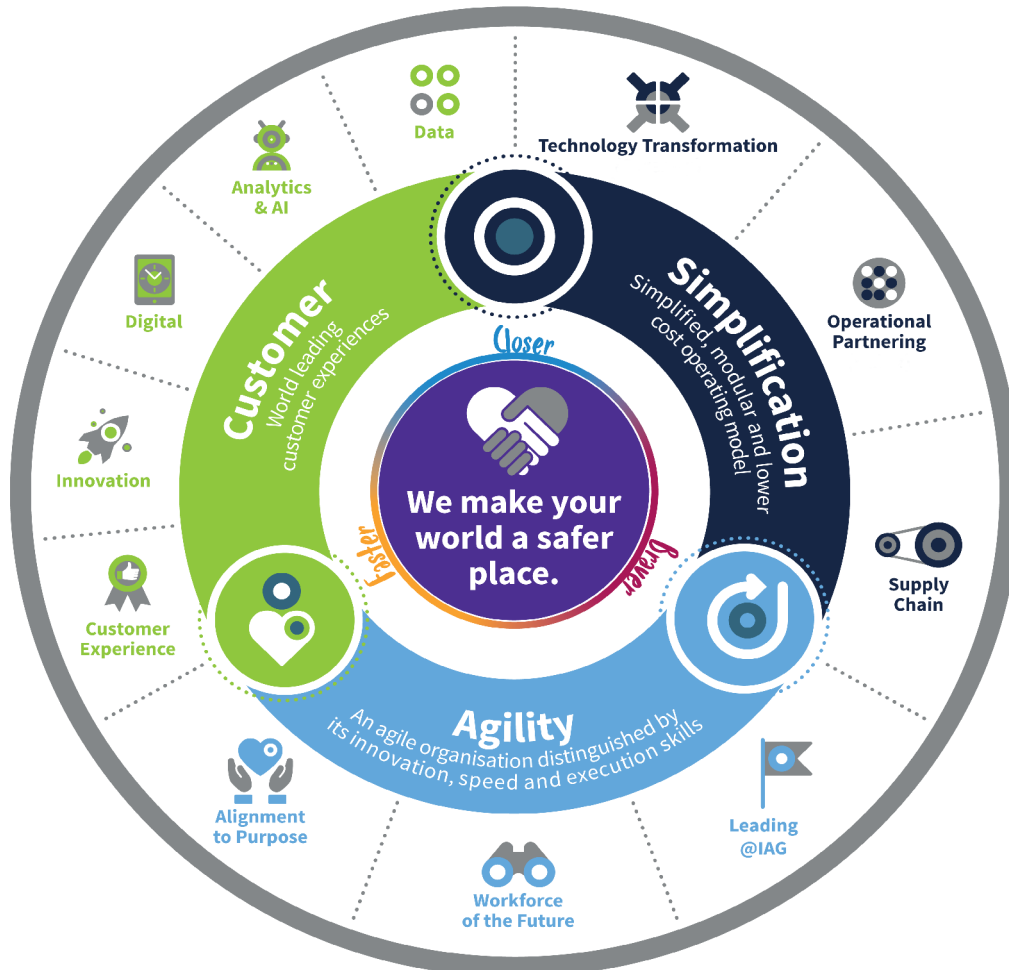 Data
Technology Transformation
Analytics
& AI
Digital
Operational
Partnering
Customer
World leading
customer experiences
Simplification
Simplified, modular and lower
cost operating model
Closer
We make your
world a safer
place.
Faster
Braver
Innovation
Customer
Experience
Supply
Chain
Agility
An agile organisation distinguished by
its innovation, speed and execution skills
Alignment
to Purpose
Workforce
of the Future
Leading
@IAG